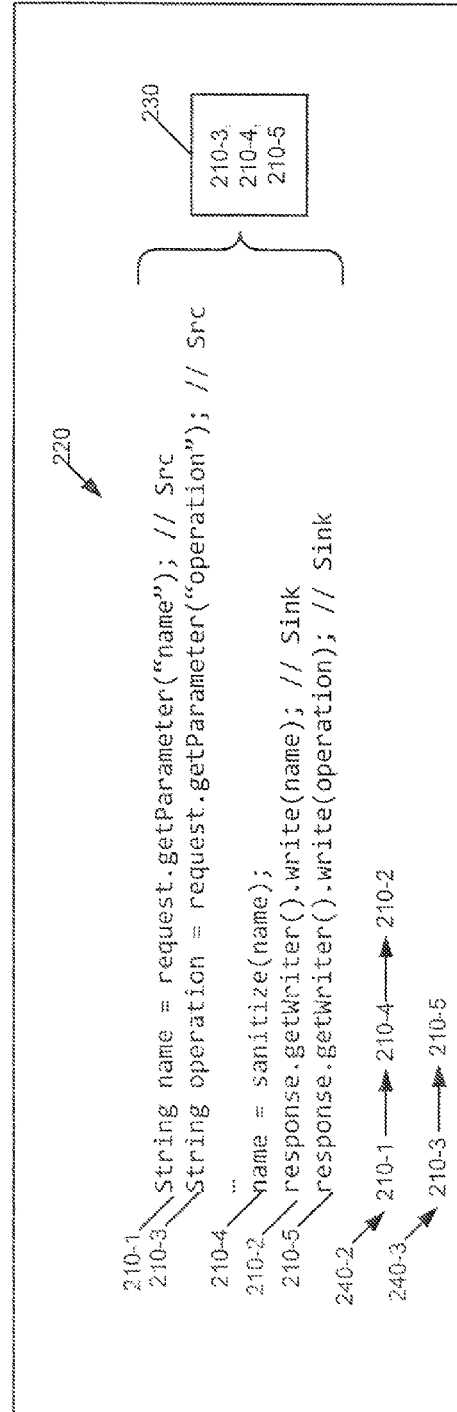 220
210-1 String name = request.getParameter(“name”); // Src
210-3 String operation = request.getParameter(“operation”); // Src
…
210-4 name = sanitize(name);
210-2 response.getWriter().write(name); // Sink
210-5 response.getWriter().write(operation); // Sink
230
210-3,
210-4,
210-5
240-2 210-1 210-4 210-2
240-3 210-3 210-5